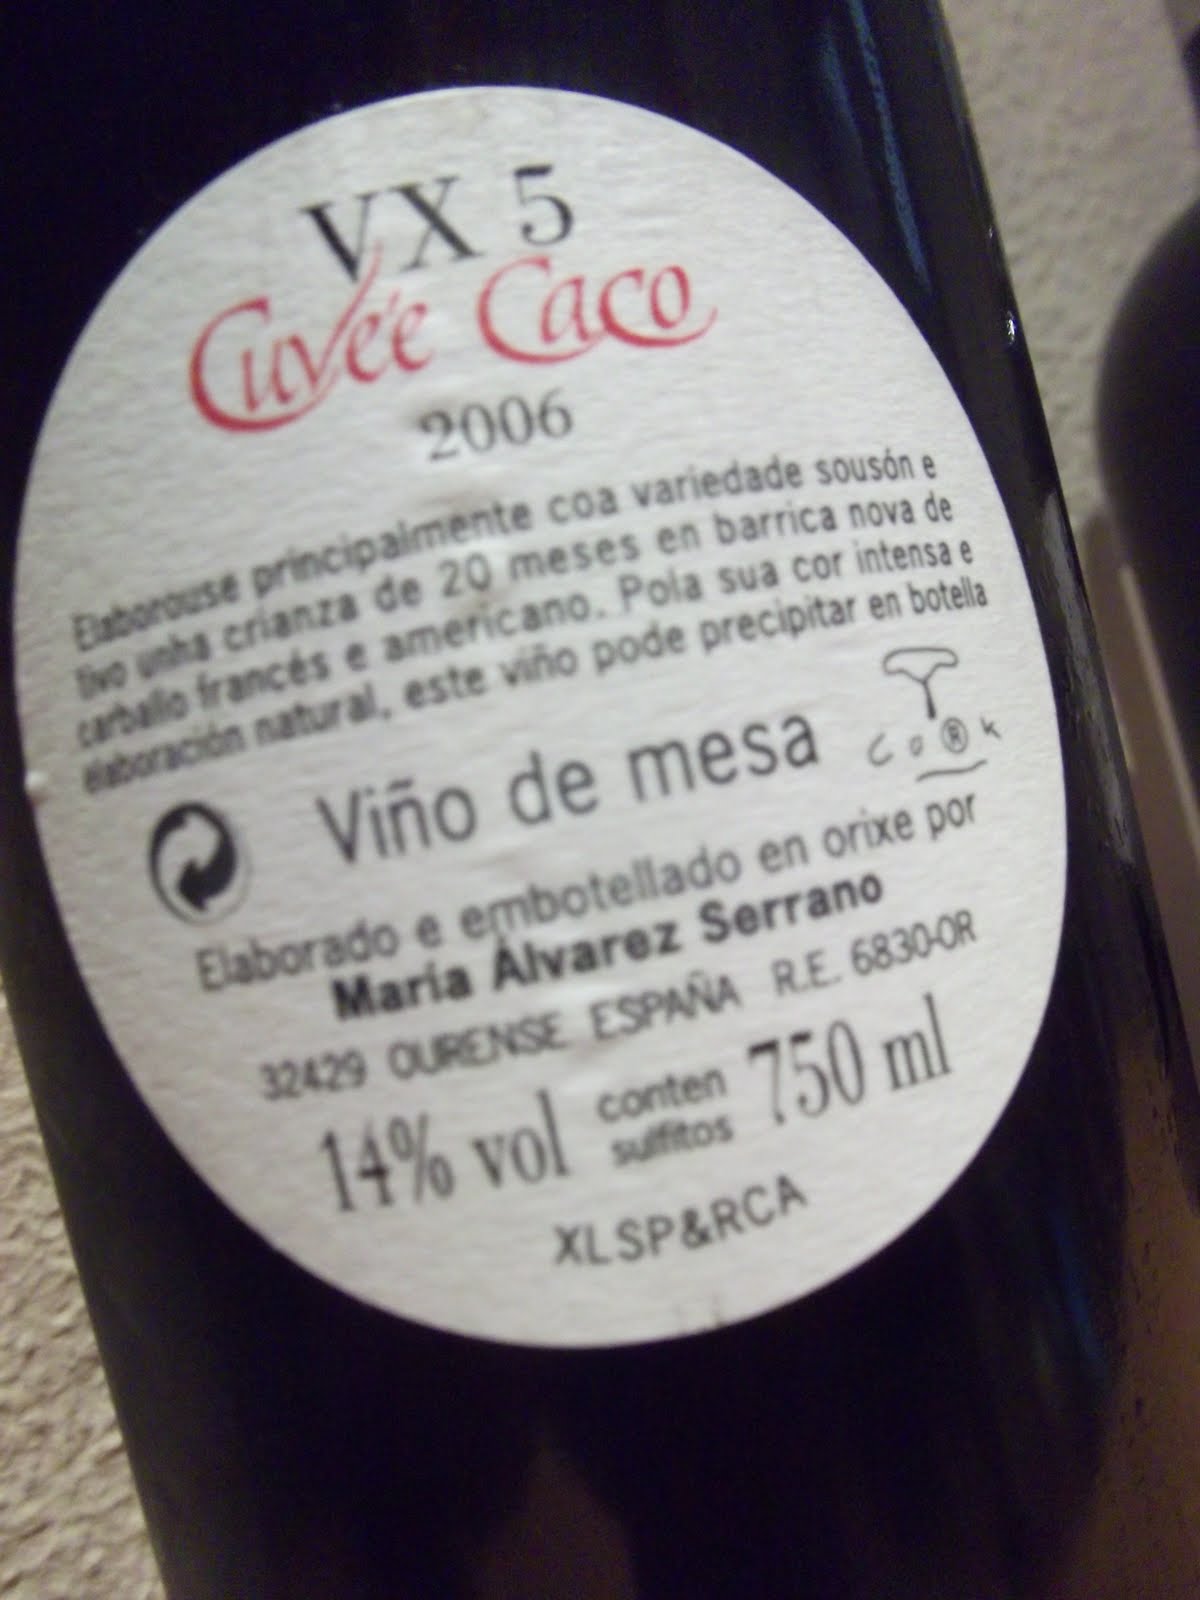 VX 5
Cuvée Caco
2006
Elaborouse principalmente coa variedade sousón e
tivo unha crianza de 20 meses en barrica nova de
carballo francés e americano. Pola sua cor intensa e
elaboración natural, este viño pode precipitar en botella
Viño de mesa
Co®k
Elaborado e embotellado en orixe por
María Álvarez Serrano
32429 OURENSE ESPAÑA R.E. 6830-OR
14% vol conten sulfitos 750 ml
XLSP&RCA